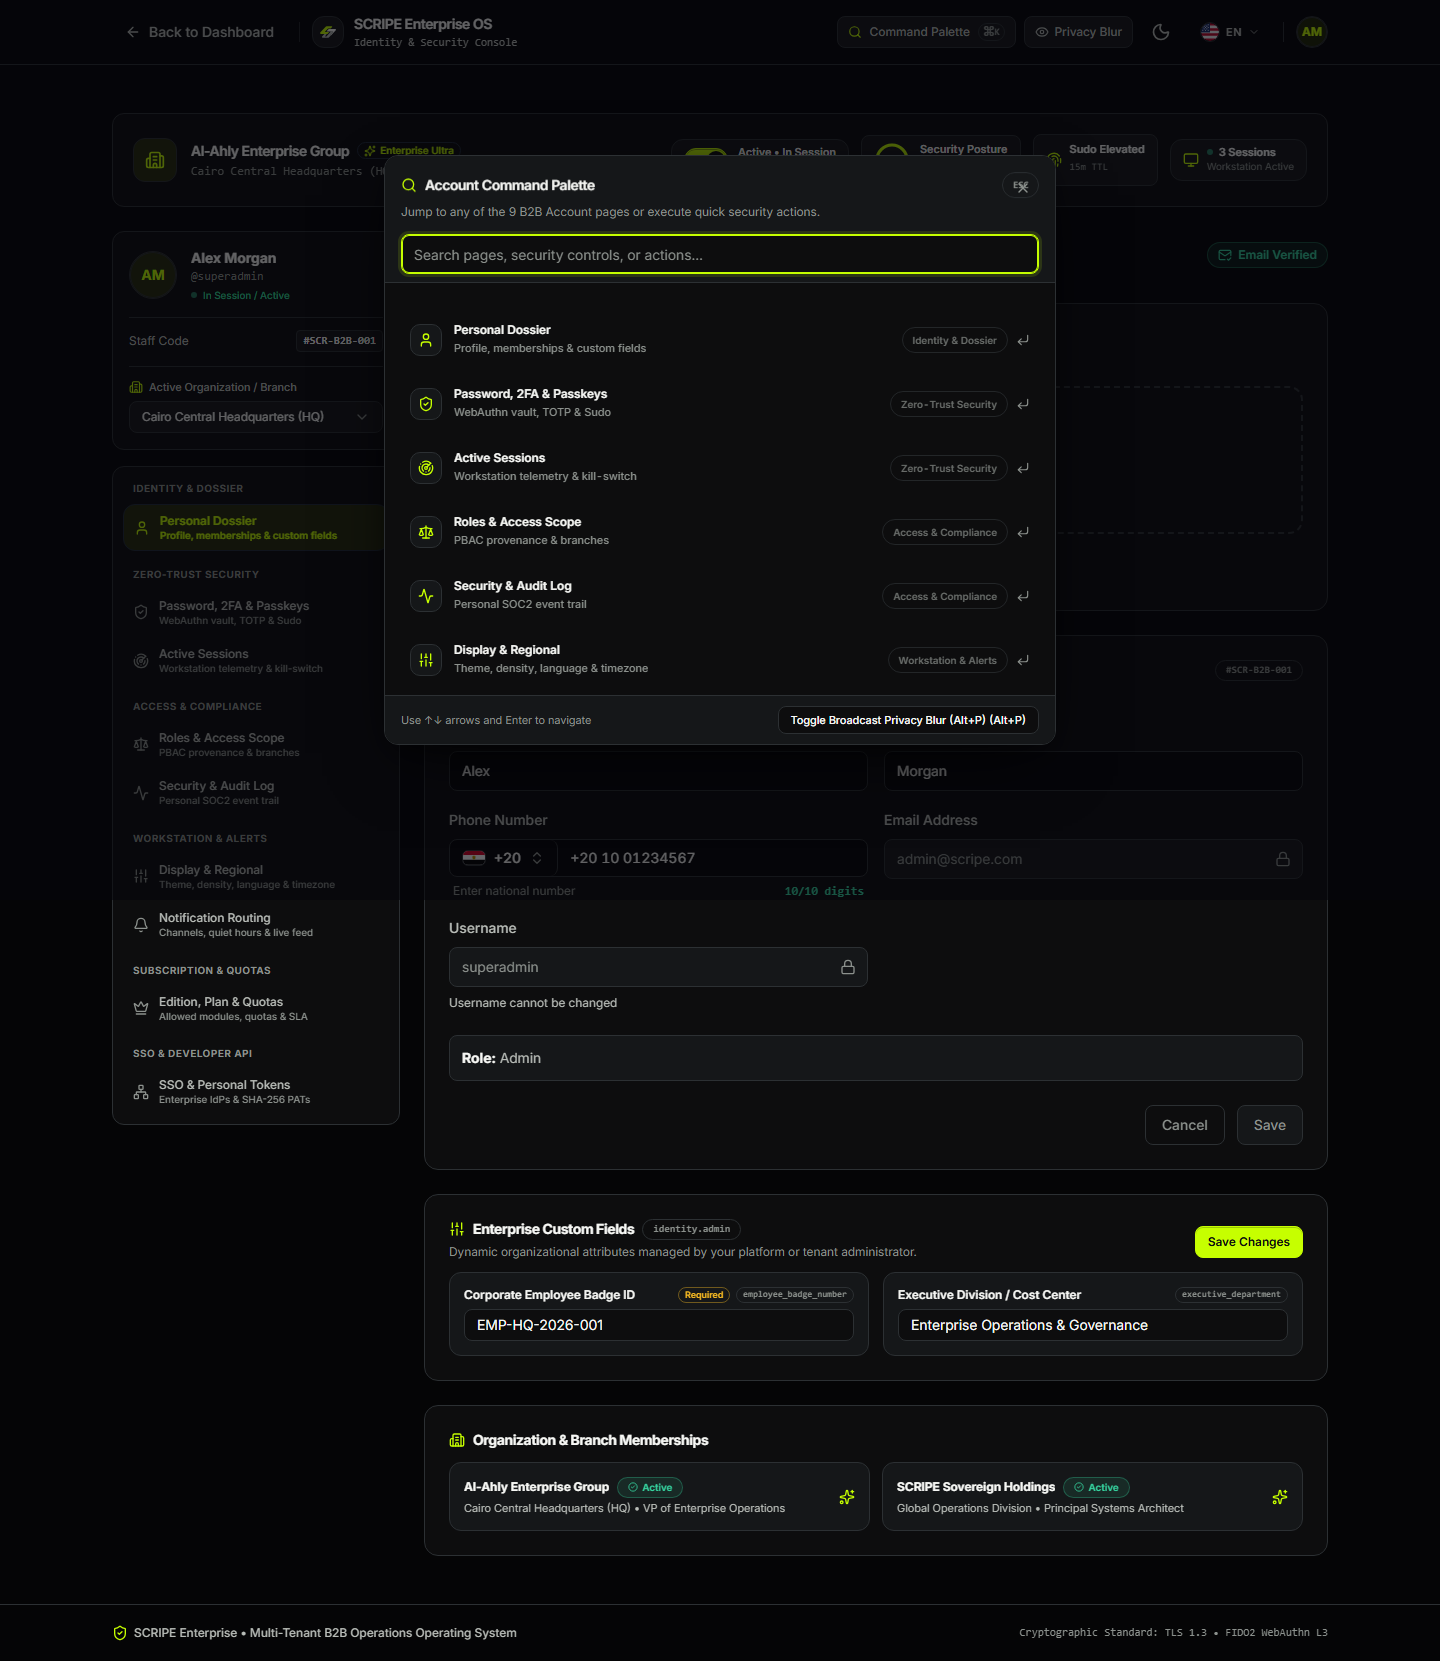 Back to Dashboard
SCRIPE Enterprise OS
Identity & Security Console
Command Palette ⌘K
Privacy Blur
EN
AM
Al-Ahly Enterprise Group
Enterprise Ultra
Cairo Central Headquarters (H
Active • In Session
Security Posture
Sudo Elevated
15m TTL
3 Sessions
Workstation Active
Account Command Palette
ESC
Jump to any of the 9 B2B Account pages or execute quick security actions.
Search pages, security controls, or actions...
Personal Dossier
Profile, memberships & custom fields
Identity & Dossier
Password, 2FA & Passkeys
WebAuthn vault, TOTP & Sudo
Zero-Trust Security
Active Sessions
Workstation telemetry & kill-switch
Zero-Trust Security
Roles & Access Scope
PBAC provenance & branches
Access & Compliance
Security & Audit Log
Personal SOC2 event trail
Access & Compliance
Display & Regional
Theme, density, language & timezone
Workstation & Alerts
Use ↑↓ arrows and Enter to navigate
Toggle Broadcast Privacy Blur (Alt+P) (Alt+P)
AM
Alex Morgan
@superadmin
In Session / Active
Staff Code
#SCR-B2B-001
Active Organization / Branch
Cairo Central Headquarters (HQ)
IDENTITY & DOSSIER
Personal Dossier
Profile, memberships & custom fields
ZERO-TRUST SECURITY
Password, 2FA & Passkeys
WebAuthn vault, TOTP & Sudo
Active Sessions
Workstation telemetry & kill-switch
ACCESS & COMPLIANCE
Roles & Access Scope
PBAC provenance & branches
Security & Audit Log
Personal SOC2 event trail
WORKSTATION & ALERTS
Display & Regional
Theme, density, language & timezone
Notification Routing
Channels, quiet hours & live feed
SUBSCRIPTION & QUOTAS
Edition, Plan & Quotas
Allowed modules, quotas & SLA
SSO & DEVELOPER API
SSO & Personal Tokens
Enterprise IdPs & SHA-256 PATs
Email Verified
#SCR-B2B-001
Alex
Morgan
Phone Number
Email Address
+20
+20 10 01234567
admin@scripe.com
Enter national number
10/10 digits
Username
superadmin
Username cannot be changed
Role: Admin
Cancel
Save
Enterprise Custom Fields
identity.admin
Dynamic organizational attributes managed by your platform or tenant administrator.
Save Changes
Corporate Employee Badge ID
Required
employee_badge_number
EMP-HQ-2026-001
Executive Division / Cost Center
executive_department
Enterprise Operations & Governance
Organization & Branch Memberships
Al-Ahly Enterprise Group
Active
Cairo Central Headquarters (HQ) • VP of Enterprise Operations
SCRIPE Sovereign Holdings
Active
Global Operations Division • Principal Systems Architect
SCRIPE Enterprise • Multi-Tenant B2B Operations Operating System
Cryptographic Standard: TLS 1.3 • FIDO2 WebAuthn L3